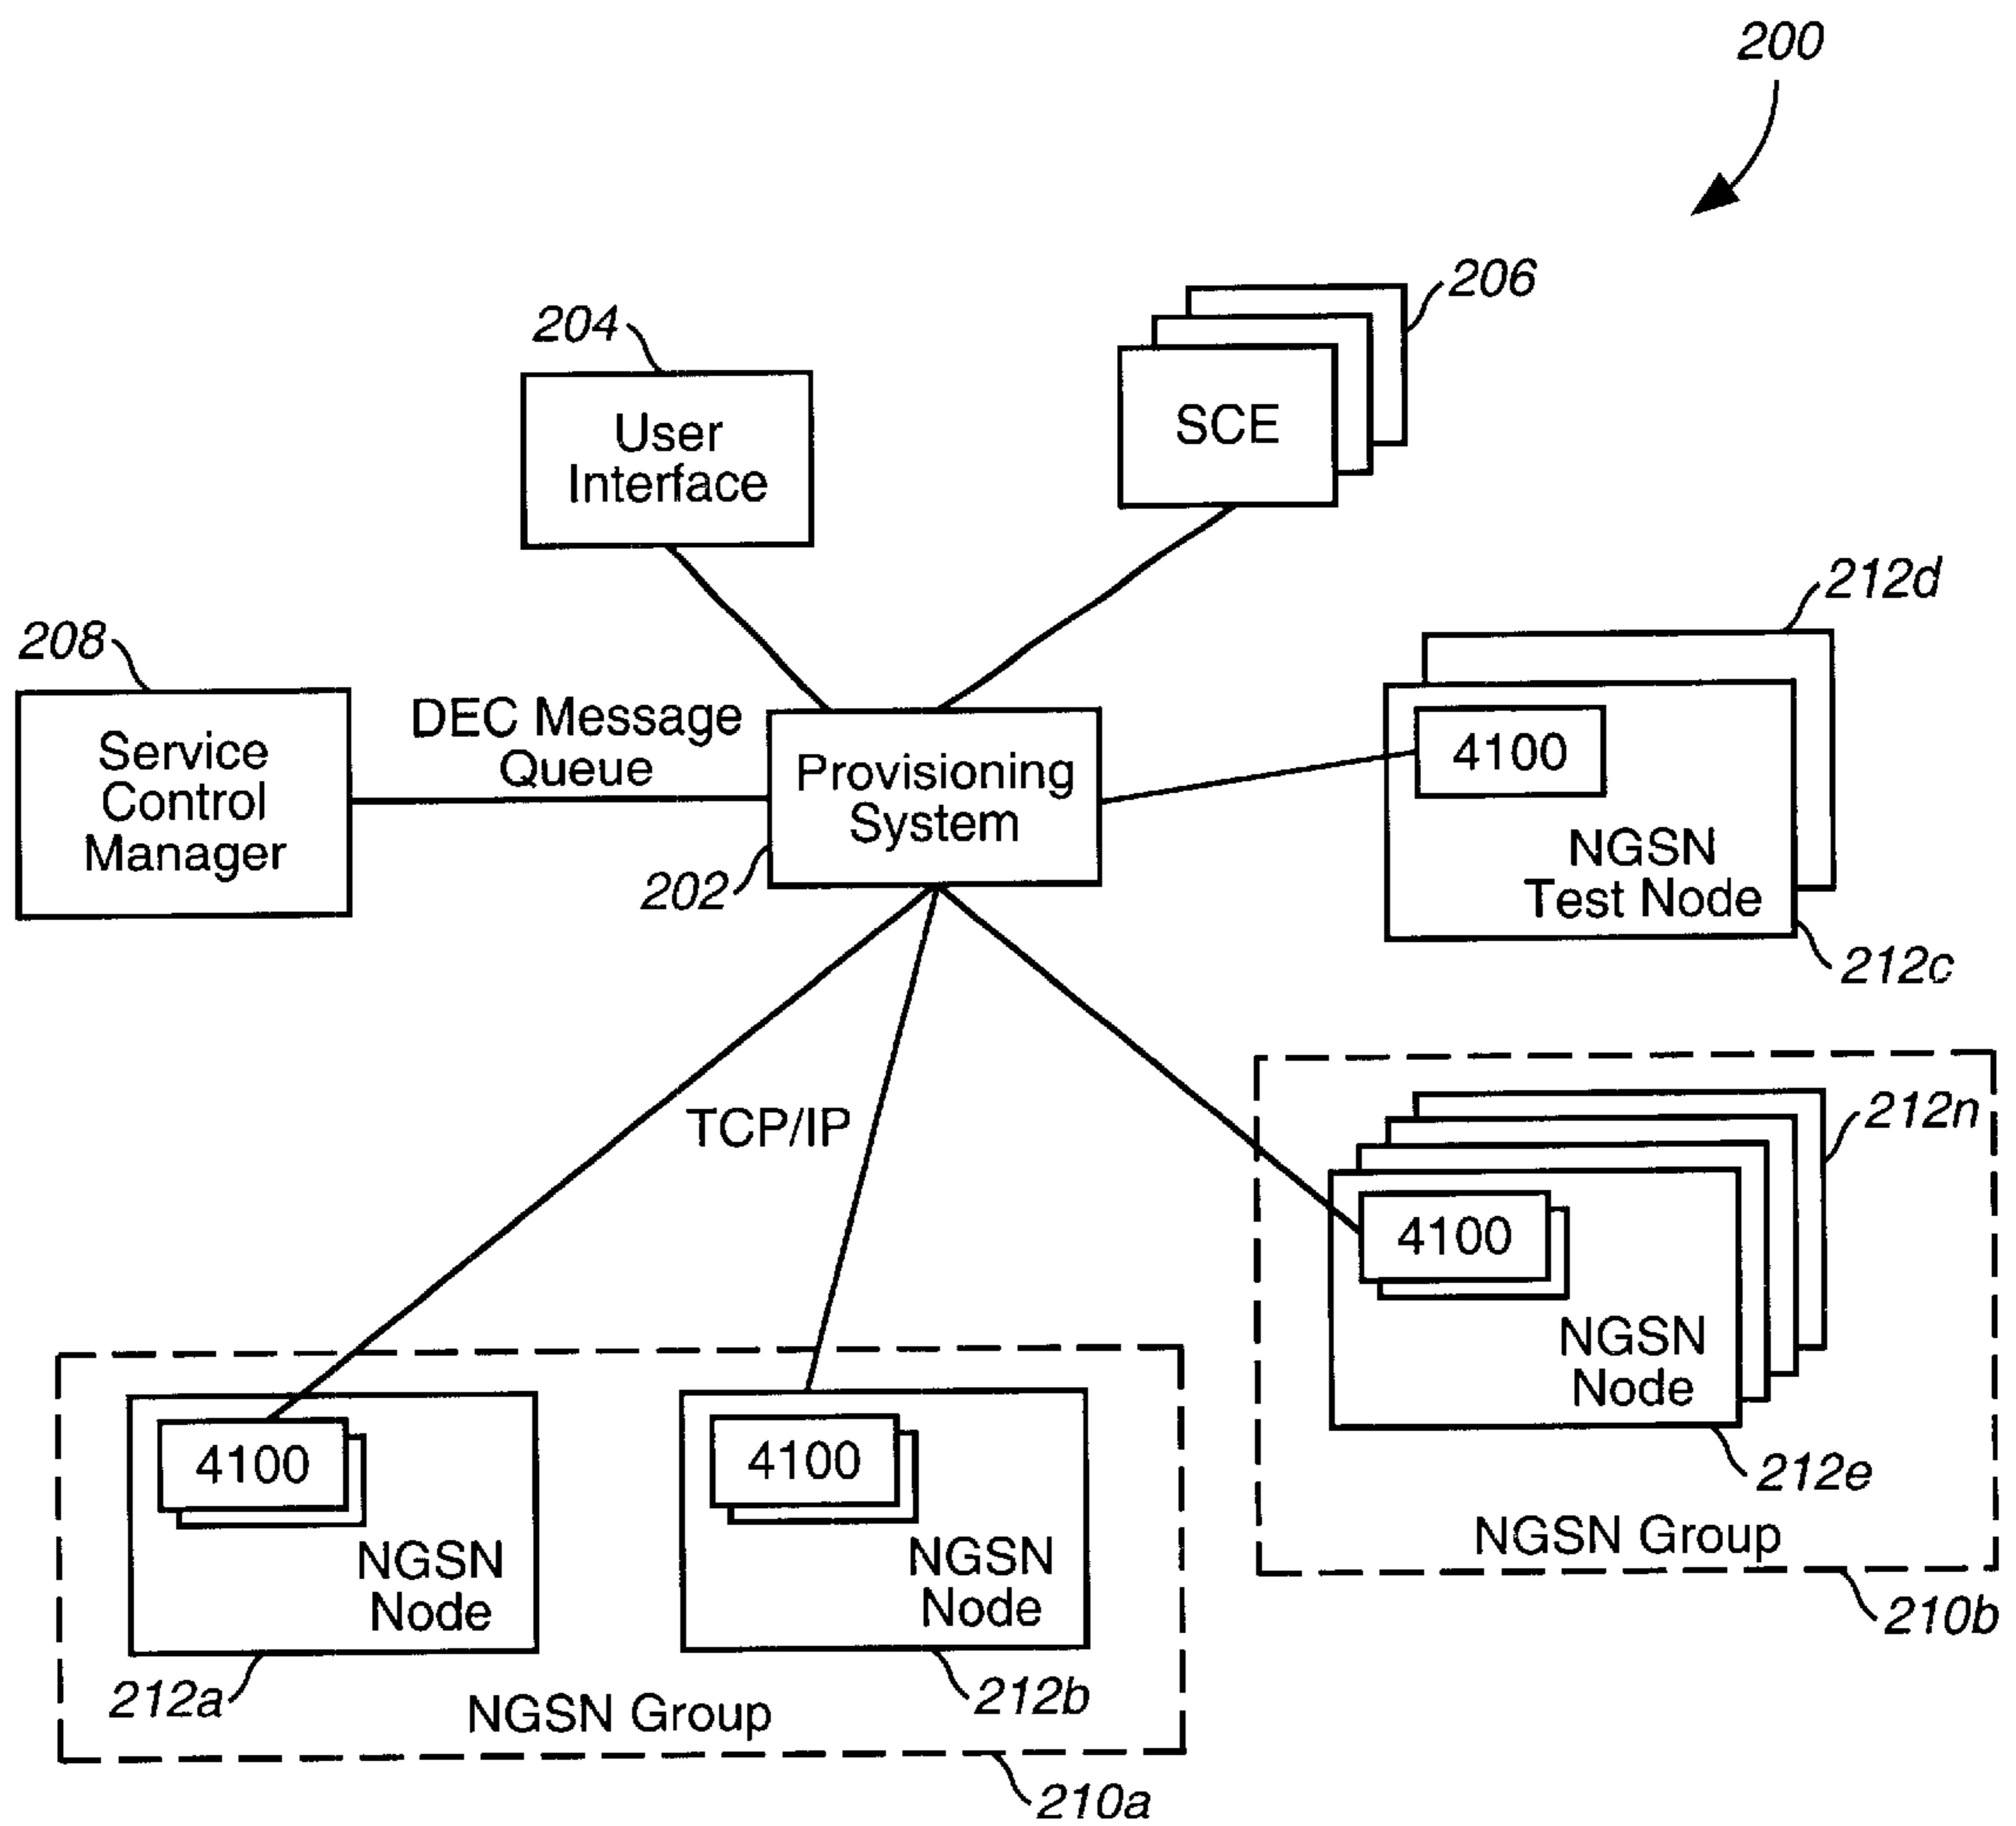 200
206
204
SCE
User
Interface
212d
208
DEC Message
Queue
Service
Control
Manager
Provisioning
System
4100
NGSN
Test Node
202
212c
TCP/IP
212n
4100
NGSN
Node
212e
NGSN Group
210b
4100
NGSN
Node
212a
4100
NGSN
Node
212b
NGSN Group
210a